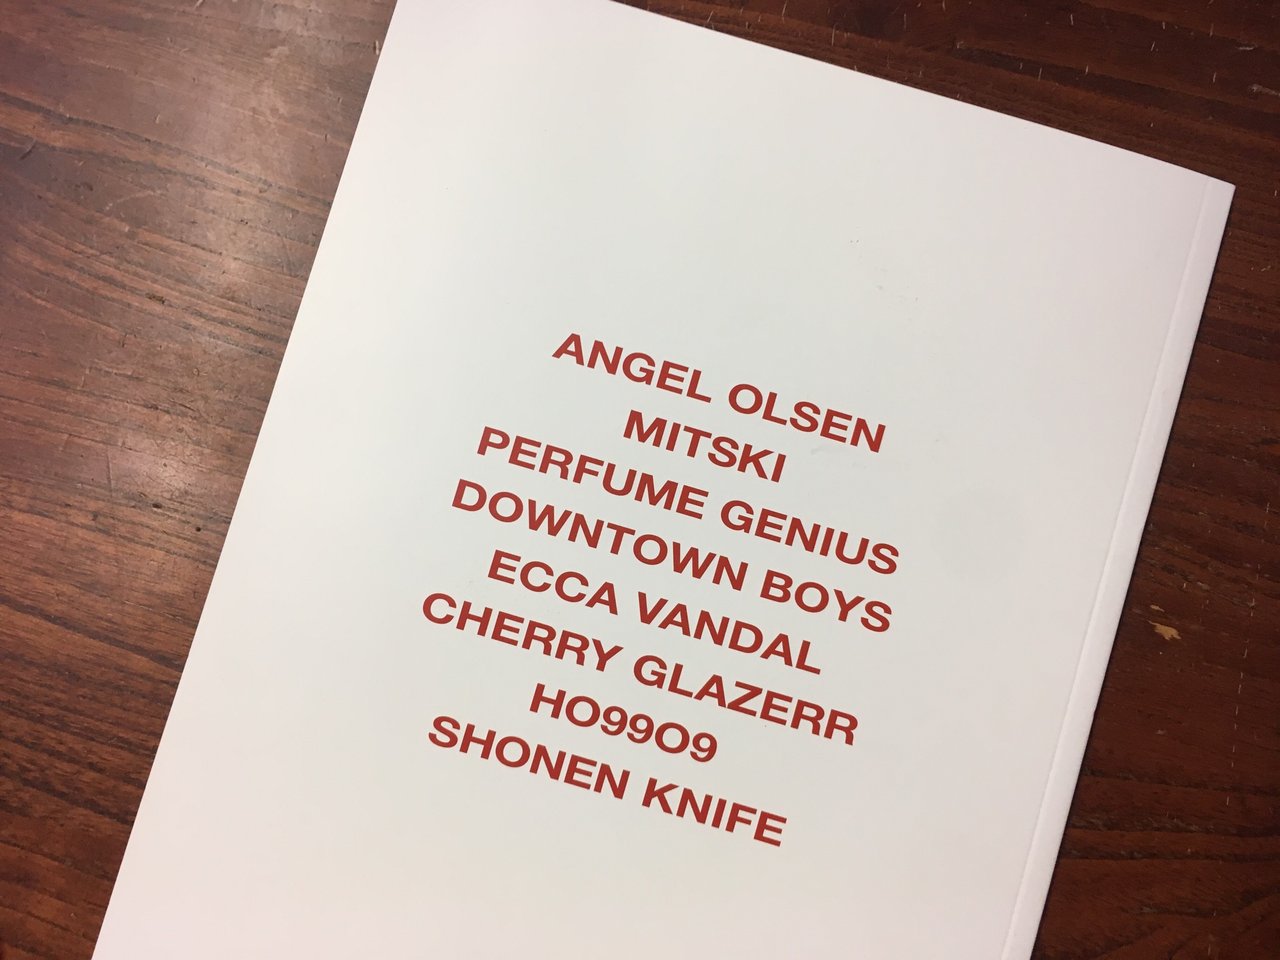 ANGEL OLSEN
MITSKI
PERFUME GENIUS
DOWNTOWN BOYS
ECCA VANDAL
CHERRY GLAZERR
HO99O9
SHONEN KNIFE